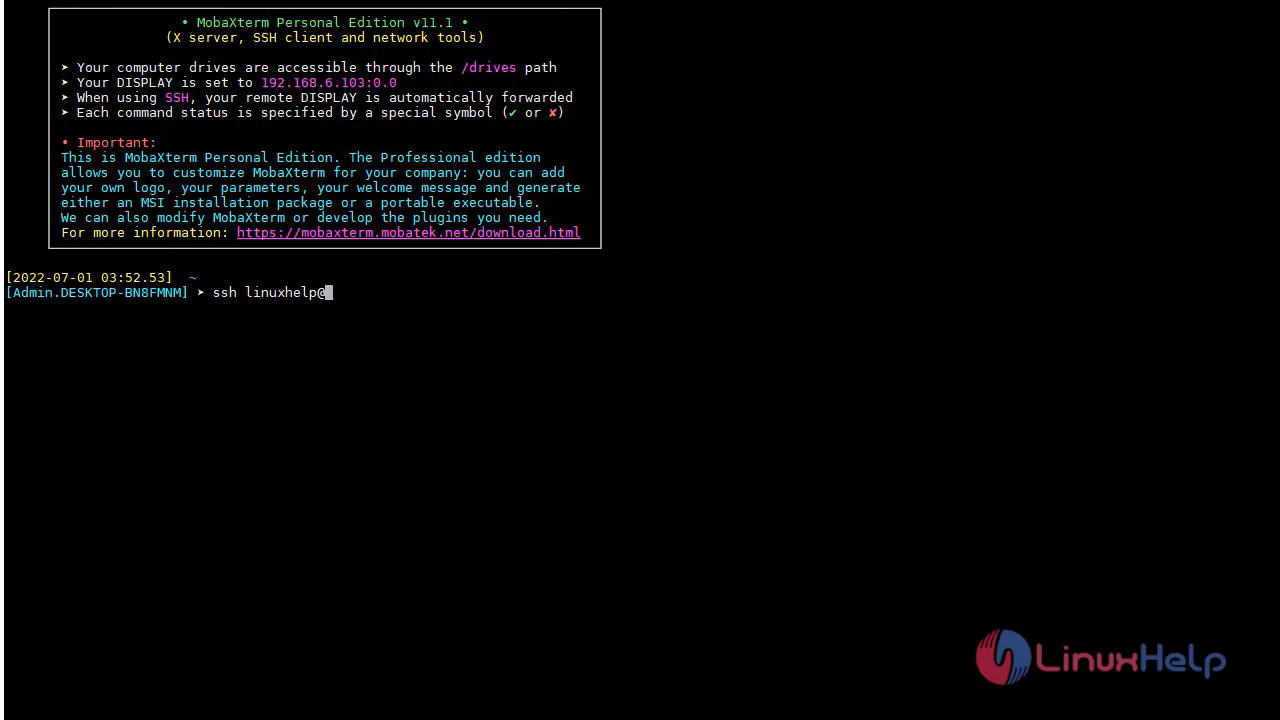 • MobaXterm Personal Edition v11.1 •
(X server, SSH client and network tools)
➤ Your computer drives are accessible through the /drives path
➤ Your DISPLAY is set to 192.168.6.103:0.0
➤ When using SSH, your remote DISPLAY is automatically forwarded
➤ Each command status is specified by a special symbol (✔ or ✘)
• Important:
This is MobaXterm Personal Edition. The Professional edition
allows you to customize MobaXterm for your company: you can add
your own logo, your parameters, your welcome message and generate
either an MSI installation package or a portable executable.
We can also modify MobaXterm or develop the plugins you need.
For more information: https://mobaxterm.mobatek.net/download.html
[2022-07-01 03:52.53] ~
[Admin.DESKTOP-BN8FMNM] ➤ ssh linuxhelp@
LinuxHelp